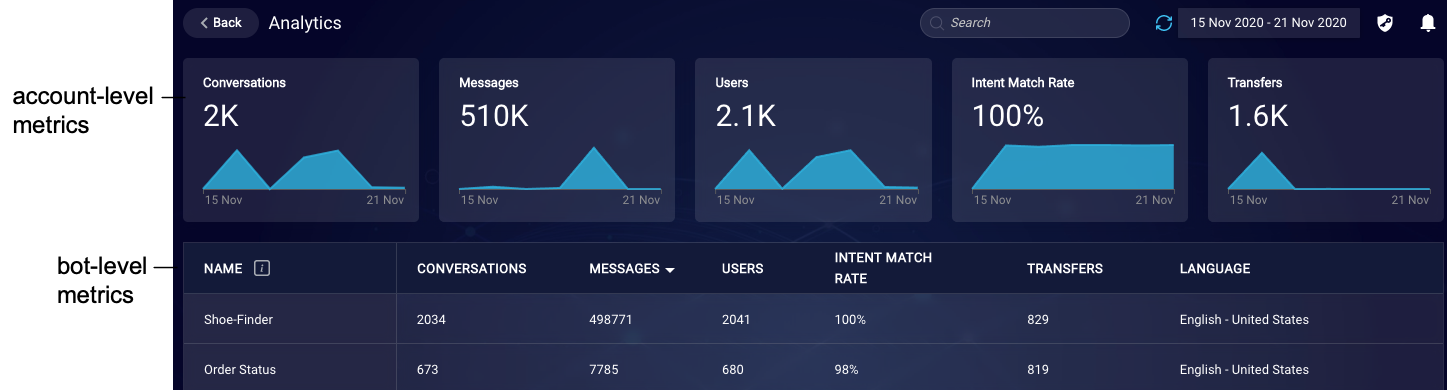 Back
Analytics
Search
15 Nov 2020 - 21 Nov 2020
account-level
metrics
Conversations
2K
15 Nov 21 Nov
Messages
510K
15 Nov 21 Nov
Users
2.1K
15 Nov 21 Nov
Intent Match Rate
100%
15 Nov 21 Nov
Transfers
1.6K
15 Nov 21 Nov
bot-level
metrics
NAME i CONVERSATIONS MESSAGES USERS INTENT MATCH
RATE TRANSFERS LANGUAGE
Shoe-Finder 2034 498771 2041 100% 829 English - United States
Order Status 673 7785 680 98% 819 English - United States